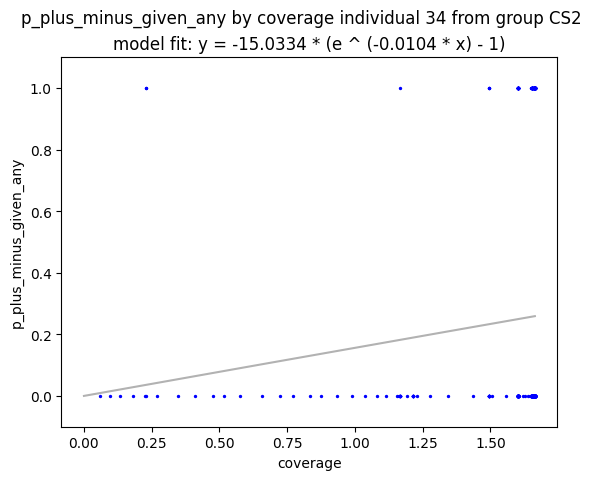 p_plus_minus_given_any by coverage individual 34 from group CS2
model fit: y = -15.0334 * (e ^ (-0.0104 * x) - 1)
1.0
0.8
0.6
0.4
0.2
0.0
p_plus_minus_given_any
0.00 0.25 0.50 0.75 1.00 1.25 1.50
coverage